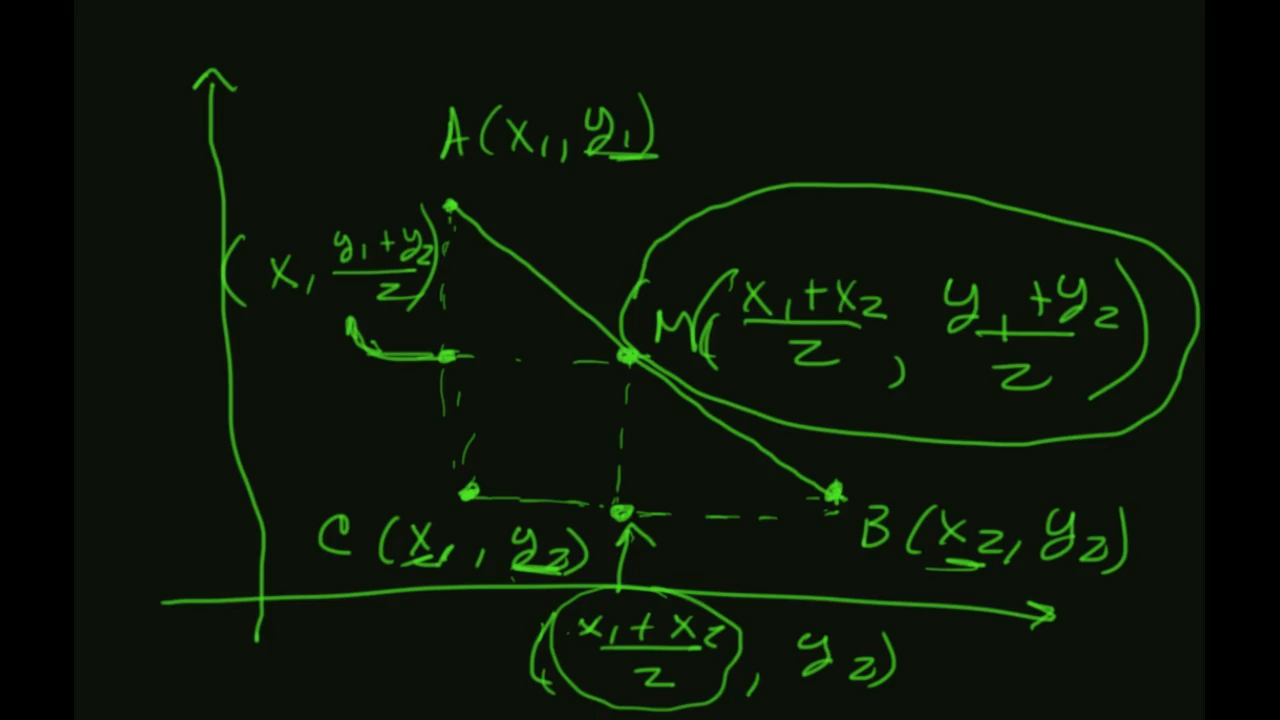 A(x₁, y₁)
(x₁, (y₁+y₂)/2)
M((x₁+x₂)/2, (y₁+y₂)/2)
C(x₁, y₂)
B(x₂, y₂)
((x₁+x₂)/2, y₂)